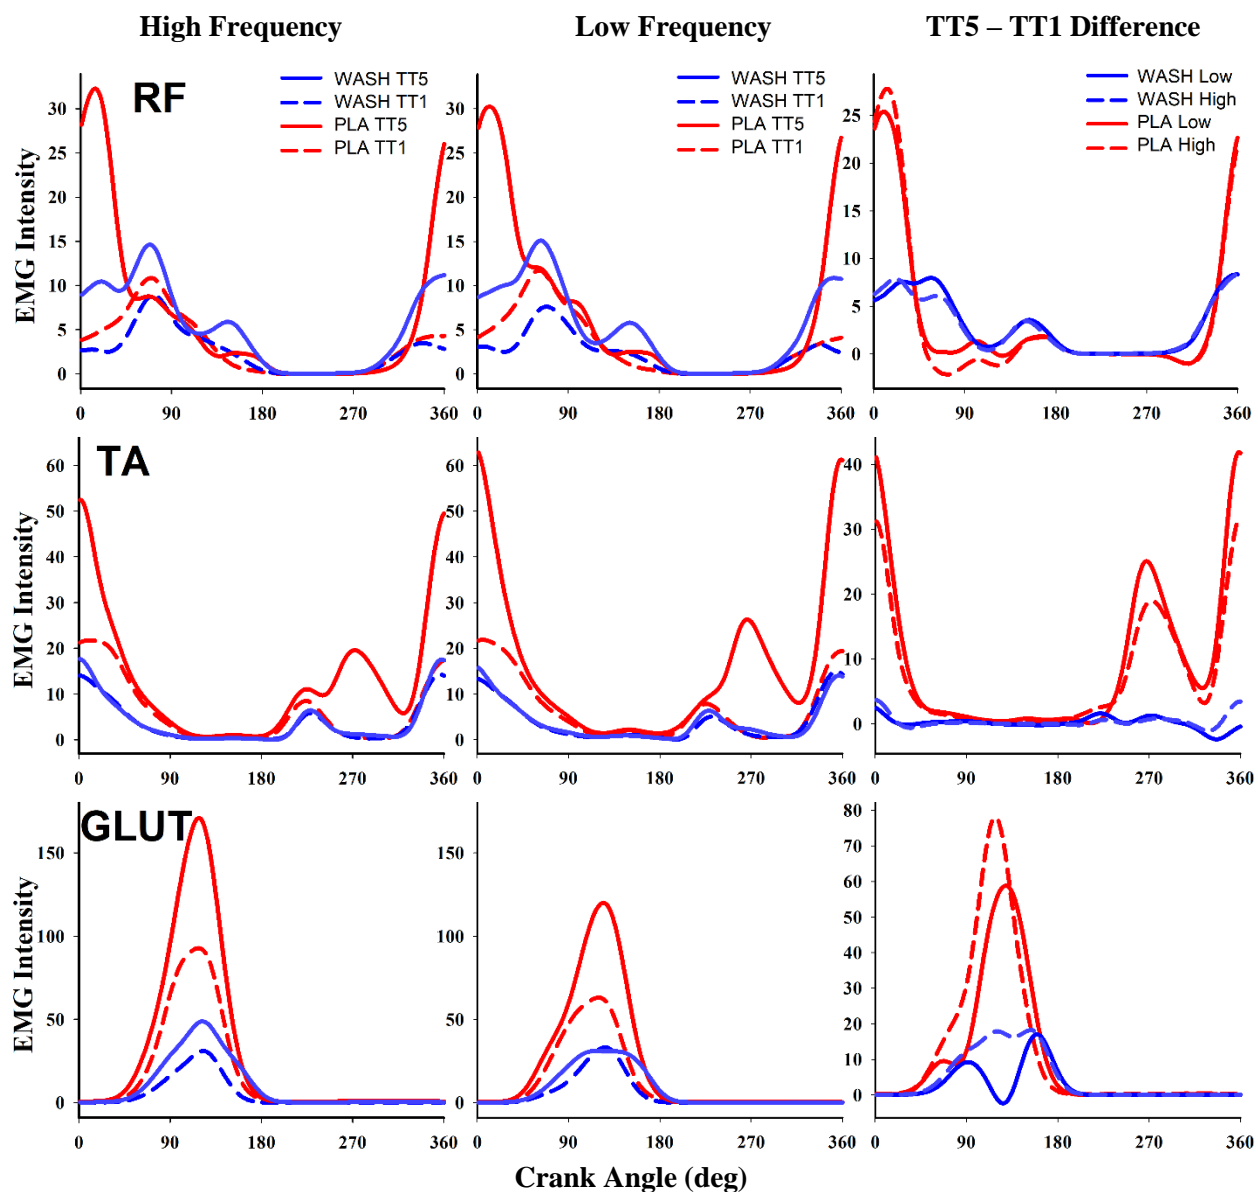 High Frequency Low Frequency TT5 – TT1 Difference
RF
WASH TT5
WASH TT1
PLA TT5
PLA TT1
EMG Intensity
30
25
20
15
10
5
0
0 90 180 270 360
WASH TT5
WASH TT1
PLA TT5
PLA TT1
30
25
20
15
10
5
0
0 90 180 270 360
WASH Low
WASH High
PLA Low
PLA High
25
20
15
10
5
0
0 90 180 270 360
TA
EMG Intensity
60
50
40
30
20
10
0
0 90 180 270 360
60
50
40
30
20
10
0
0 90 180 270 360
40
30
20
10
0
0 90 180 270 360
GLUT
EMG Intensity
150
100
50
0
0 90 180 270 360
150
100
50
0
0 90 180 270 360
80
70
60
50
40
30
20
10
0
0 90 180 270 360
Crank Angle (deg)